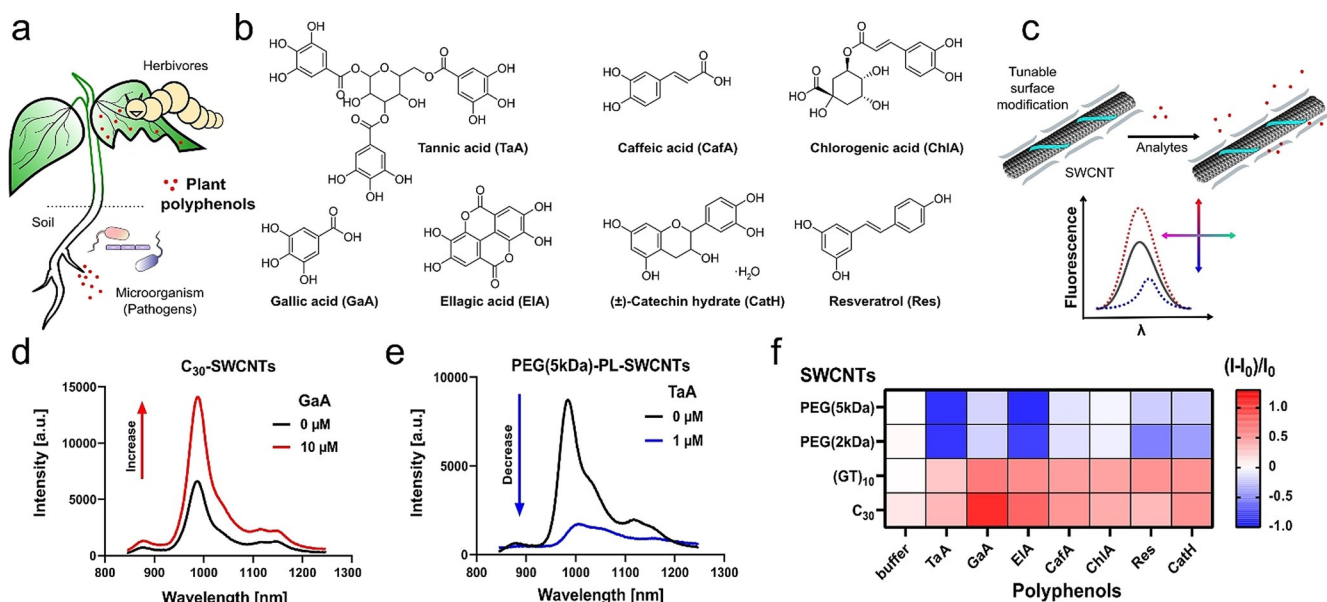 a
Herbivores
Plant
polyphenols
Soil
Microorganism
(Pathogens)
b
OH
HO
O
Tannic acid (TaA)
Caffeic acid (CafA)
Chlorogenic acid (ChlA)
Gallic acid (GaA)
Ellagic acid (ElA)
·H₂O
(±)-Catechin hydrate (CatH)
Resveratrol (Res)
c
Tunable
surface
modification
Analytes
SWCNT
Fluorescence
λ
d
C₃₀-SWCNTs
GaA
0 µM
10 µM
Increase
Intensity [a.u.]
15000
10000
5000
0
800 900 1000 1100 1200 1300
Wavelength [nm]
e
PEG(5kDa)-PL-SWCNTs
TaA
0 µM
1 µM
Decrease
Intensity [a.u.]
10000
5000
0
800 900 1000 1100 1200 1300
Wavelength [nm]
f
SWCNTs
(I-I₀)/I₀
PEG(5kDa)
PEG(2kDa)
(GT)₁₀
C₃₀
buffer TaA GaA ElA CafA ChlA Res CatH
Polyphenols
1.0
0.5
0
-0.5
-1.0